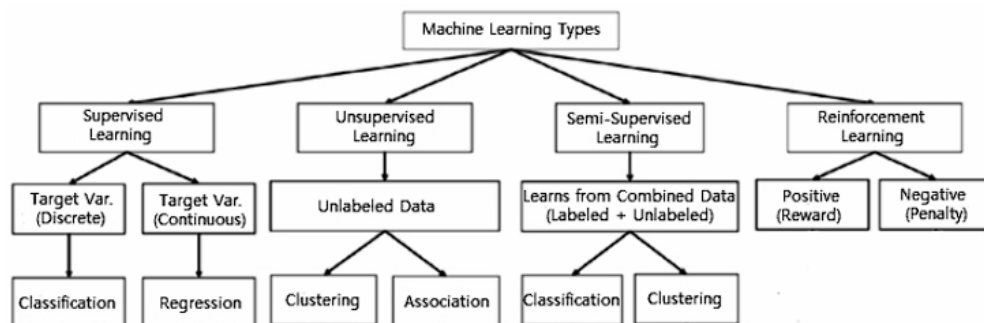 Machine Learning Types
Supervised
Learning
Unsupervised
Learning
Semi-Supervised
Learning
Reinforcement
Learning
Target Var.
(Discrete)
Target Var.
(Continuous)
Unlabeled Data
Learns from Combined Data
(Labeled + Unlabeled)
Positive
(Reward)
Negative
(Penalty)
Classification
Regression
Clustering
Association
Classification
Clustering